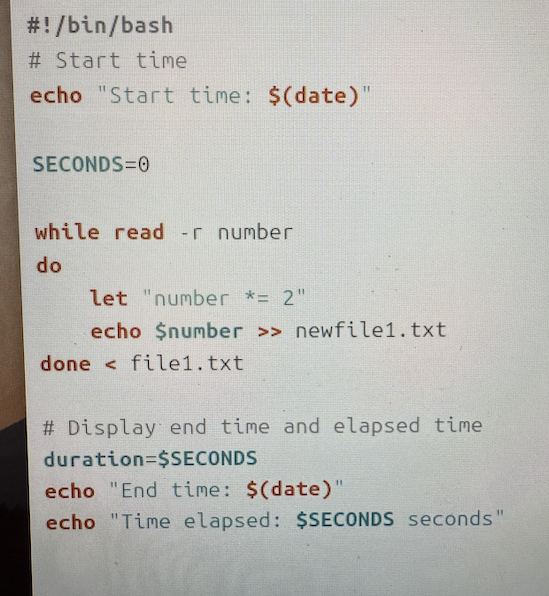 #!/bin/bash
# Start time
echo "Start time: $(date)"
SECONDS=0
while read -r number
do
let "number *= 2"
echo $number >> newfile1.txt
done < file1.txt
# Display end time and elapsed time
duration=$SECONDS
echo "End time: $(date)"
echo "Time elapsed: $SECONDS seconds"